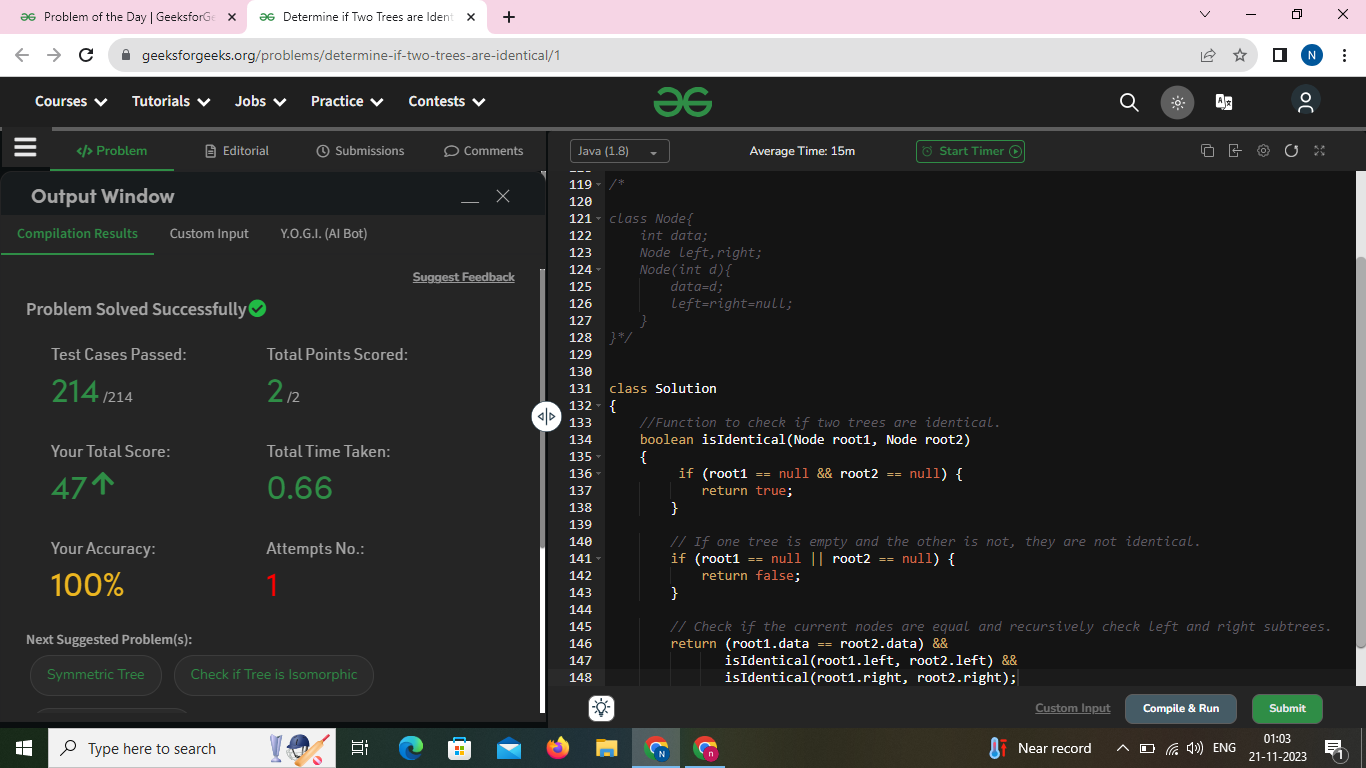 Problem of the Day | GeeksforGe
Determine if Two Trees are Ident
geeksforgeeks.org/problems/determine-if-two-trees-are-identical/1
N
Courses Tutorials Jobs Practice Contests
</> Problem Editorial Submissions Comments
Java (1.8) Average Time: 15m Start Timer
Output Window
Compilation Results Custom Input Y.O.G.I. (AI Bot)
Suggest Feedback
Problem Solved Successfully
Test Cases Passed: Total Points Scored:
214 /214 2 /2
Your Total Score: Total Time Taken:
47 0.66
Your Accuracy: Attempts No.:
100% 1
Next Suggested Problem(s):
Symmetric Tree Check if Tree is Isomorphic
119 /*
120
121 class Node{
122 int data;
123 Node left,right;
124 Node(int d){
125 data=d;
126 left=right=null;
127 }
128 }*/
129
130
131 class Solution
132 {
133 //Function to check if two trees are identical.
134 boolean isIdentical(Node root1, Node root2)
135 {
136 if (root1 == null && root2 == null) {
137 return true;
138 }
139
140 // If one tree is empty and the other is not, they are not identical.
141 if (root1 == null || root2 == null) {
142 return false;
143 }
144
145 // Check if the current nodes are equal and recursively check left and right subtrees.
146 return (root1.data == root2.data) &&
147 isIdentical(root1.left, root2.left) &&
148 isIdentical(root1.right, root2.right);
Custom Input Compile & Run Submit
Type here to search
N
n
Near record
ENG
01:03
21-11-2023
1